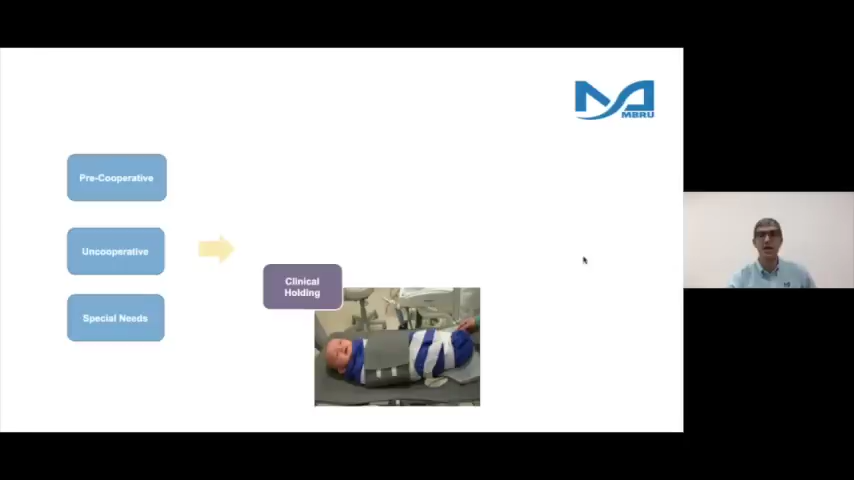 MBRU
Pre-Cooperative
Uncooperative
Special Needs
Clinical
Holding